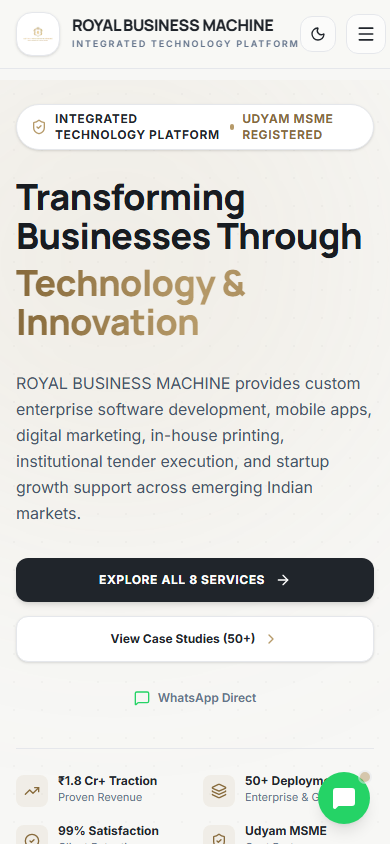 ROYAL BUSINESS MACHINE
INTEGRATED TECHNOLOGY PLATFORM
INTEGRATED
TECHNOLOGY PLATFORM
UDYAM MSME
REGISTERED
Transforming
Businesses Through
Technology &
Innovation
ROYAL BUSINESS MACHINE provides custom
enterprise software development, mobile apps,
digital marketing, in-house printing,
institutional tender execution, and startup
growth support across emerging Indian
markets.
EXPLORE ALL 8 SERVICES
View Case Studies (50+)
WhatsApp Direct
₹1.8 Cr+ Traction
Proven Revenue
50+
Enterprise &
99% Satisfaction
Udyam MSME